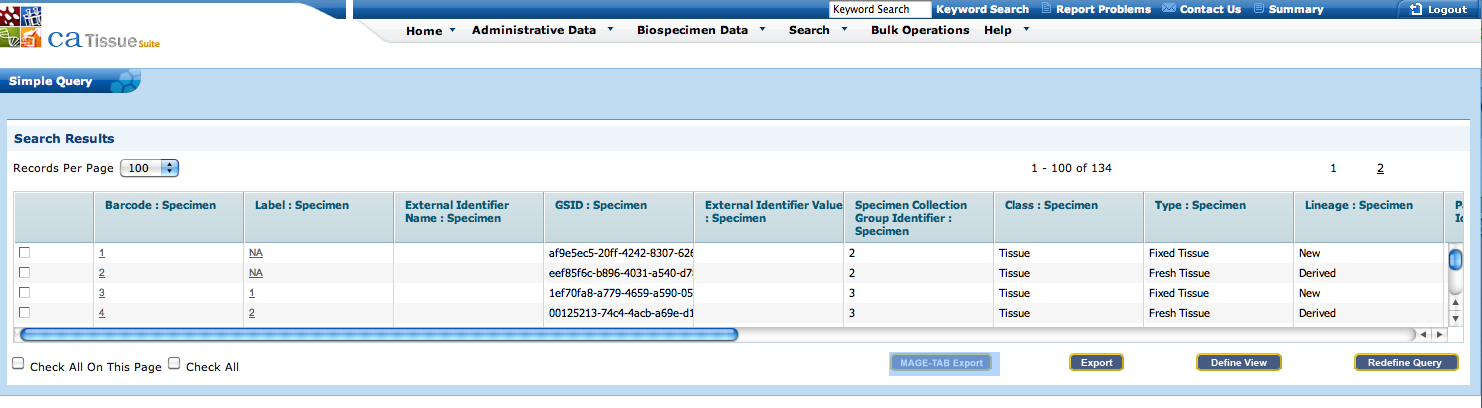 Keyword Search Keyword Search Report Problems Contact Us Summary Logout
ca Tissue Suite
Home Administrative Data Biospecimen Data Search Bulk Operations Help
Simple Query
Search Results
Records Per Page 100 1 - 100 of 134 1 2
Barcode : Specimen Label : Specimen External Identifier Name : Specimen GSID : Specimen External Identifier Value : Specimen Specimen Collection Group Identifier : Specimen Class : Specimen Type : Specimen Lineage : Specimen
1 NA af9e5ec5-20ff-4242-8307-626 2 Tissue Fixed Tissue New
2 NA eef85f6c-b896-4031-a540-d7 2 Tissue Fresh Tissue Derived
3 1 1ef70fa8-a779-4659-a590-05 3 Tissue Fixed Tissue New
4 2 00125213-74c4-4acb-a69e-d1 3 Tissue Fresh Tissue Derived
Check All On This Page Check All MAGE-TAB Export Export Define View Redefine Query